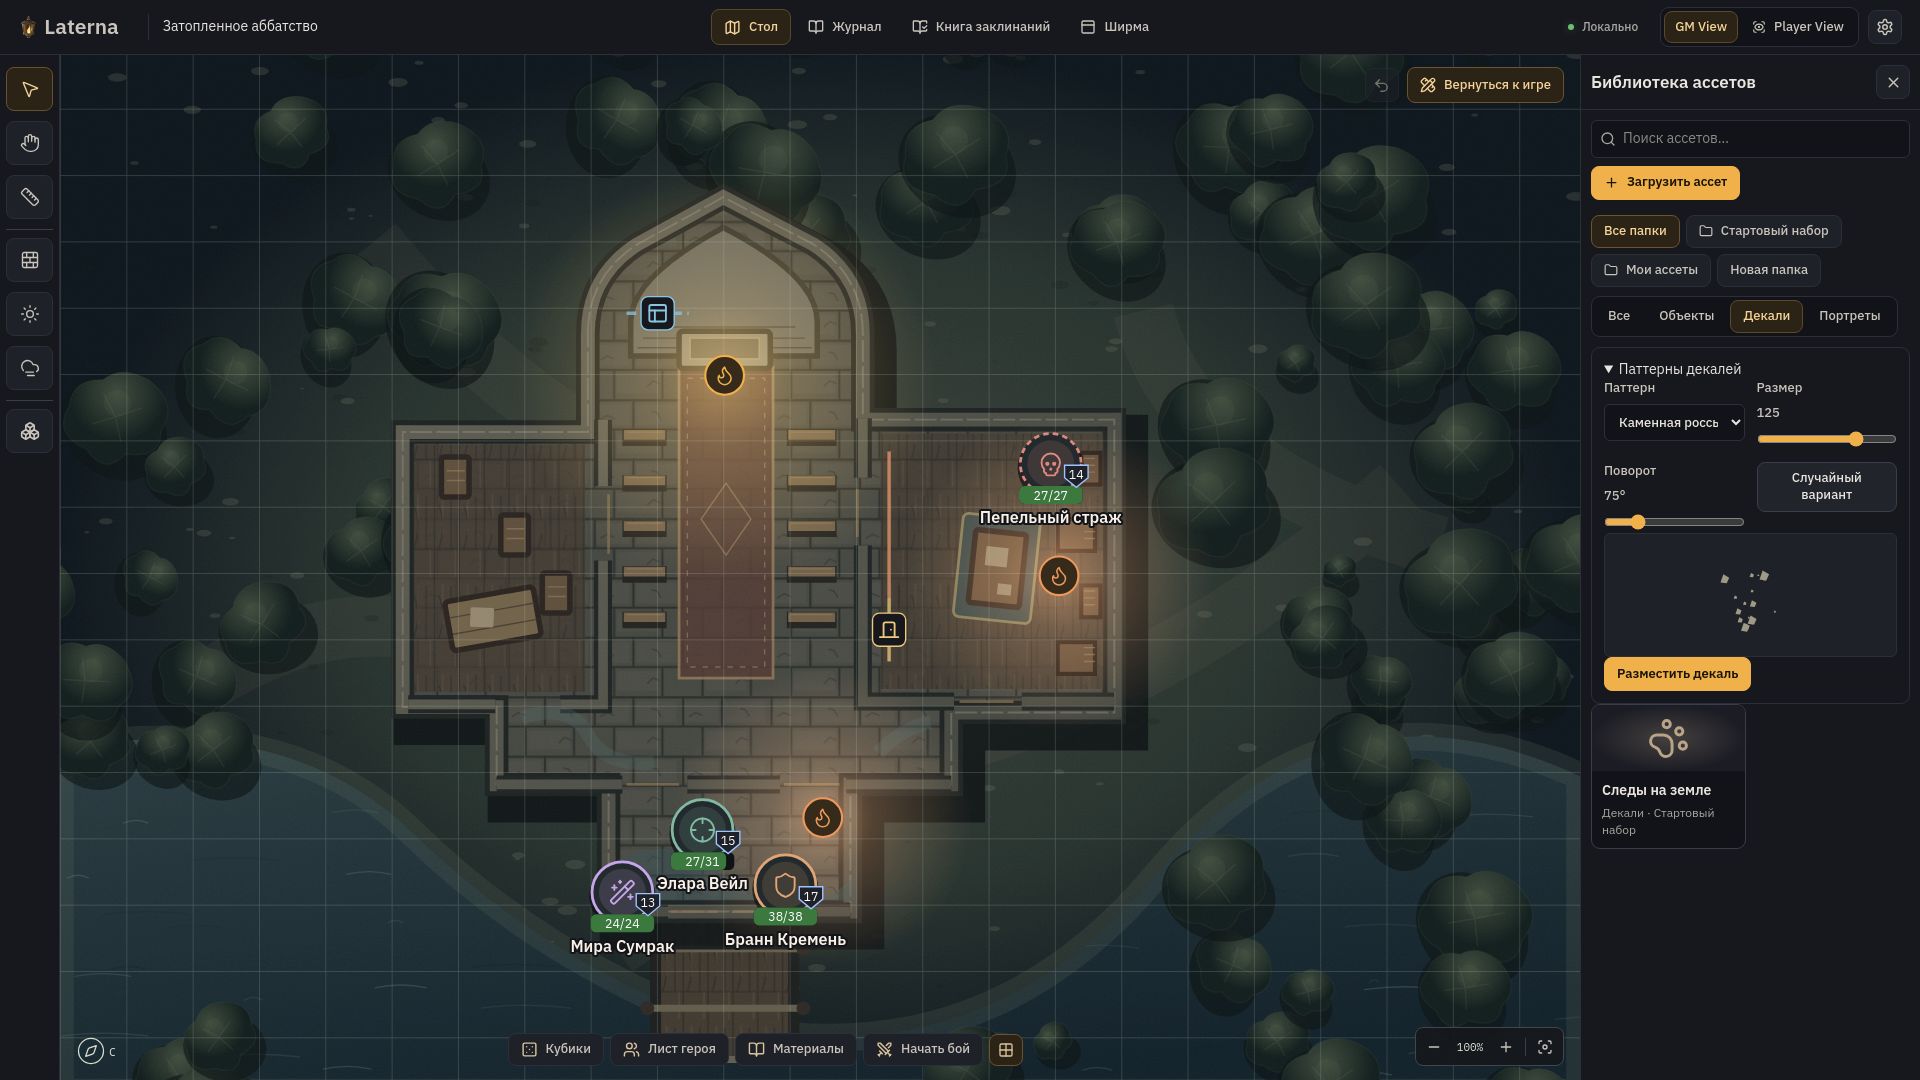 Laterna
Затопленное аббатство
Стол
Журнал
Книга заклинаний
Ширма
Локально
GM View
Player View
Вернуться к игре
Библиотека ассетов
Поиск ассетов...
Загрузить ассет
Все папки
Стартовый набор
Мои ассеты
Новая папка
Все
Объекты
Декали
Портреты
Паттерны декалей
Паттерн
Размер
Каменная россь
125
Поворот
75°
Случайный
вариант
Разместить декаль
Следы на земле
Декали · Стартовый
набор
14
27/27
Пепельный страж
15
27/31
Элара Вейл
13
24/24
Мира Сумрак
17
38/38
Бранн Кремень
С
Кубики
Лист героя
Материалы
Начать бой
100%